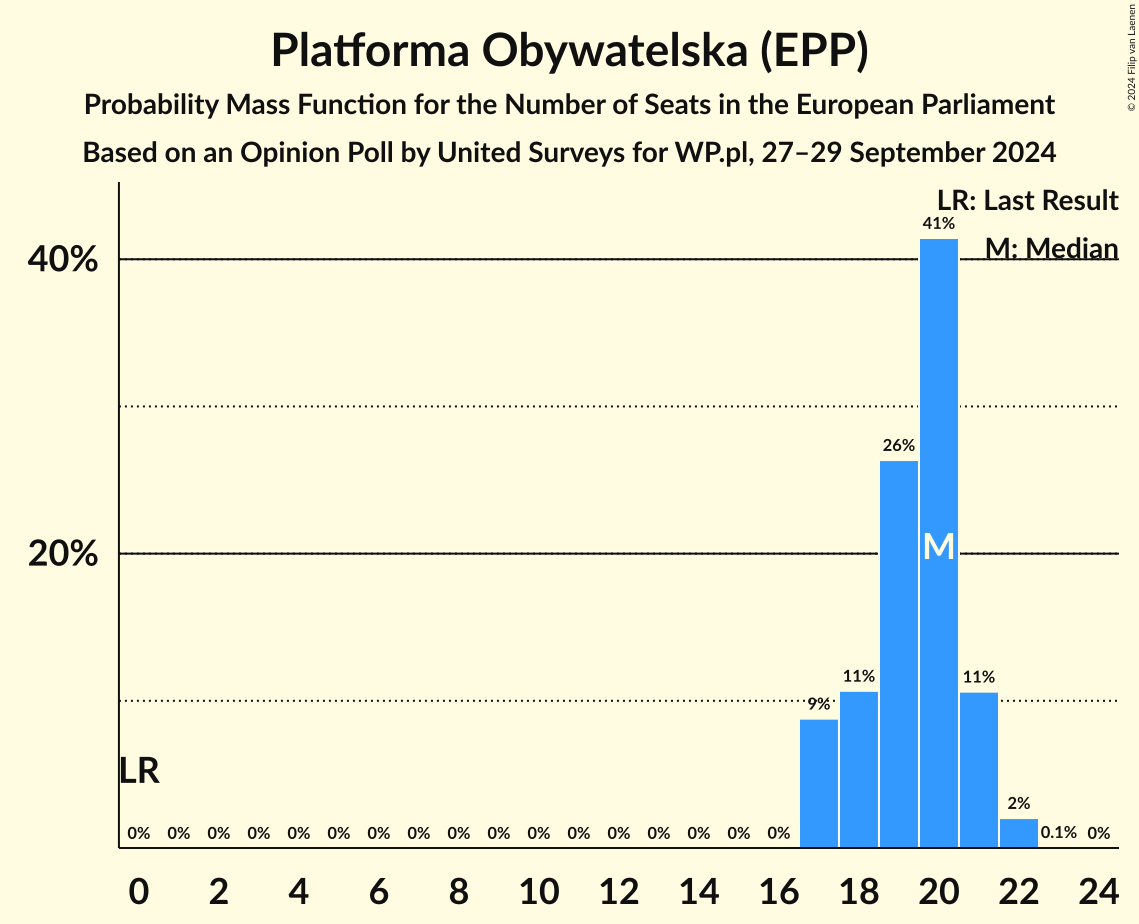 Platforma Obywatelska (EPP)
Probability Mass Function for the Number of Seats in the European Parliament
Based on an Opinion Poll by United Surveys for WP.pl, 27–29 September 2024
© 2024 Filip van Laenen
LR: Last Result
M: Median
41%
40%
26%
20%
M
11%
11%
9%
LR
2%
0% 0% 0% 0% 0% 0% 0% 0% 0% 0% 0% 0% 0% 0% 0% 0% 0% 0.1% 0%
0 2 4 6 8 10 12 14 16 18 20 22 24